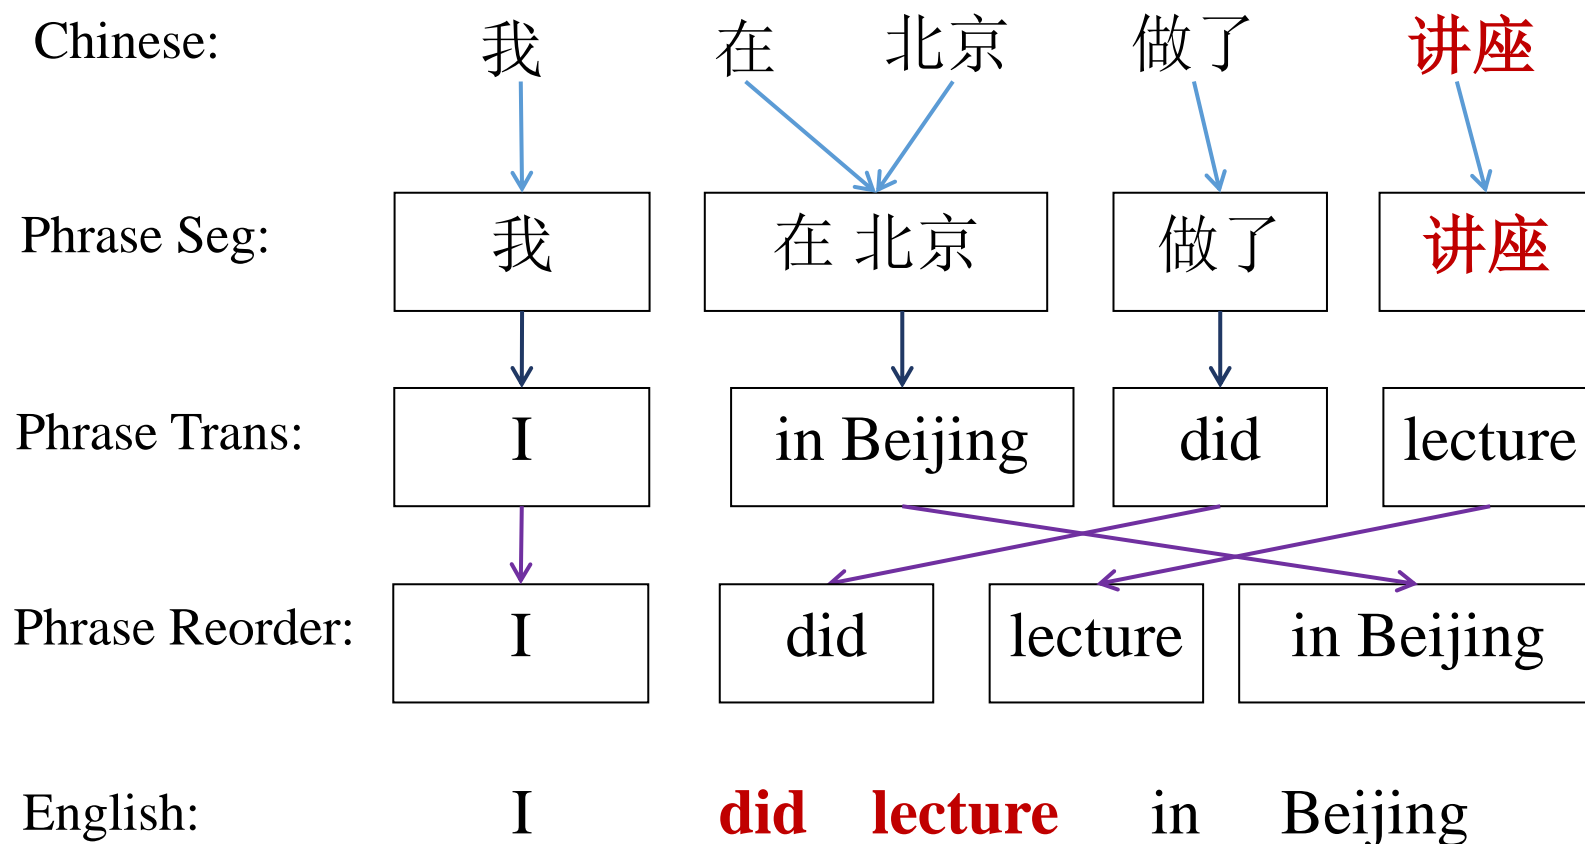 Chinese: 我 在 北京 做了 讲座
Phrase Seg: 我 在 北京 做了 讲座
Phrase Trans: I in Beijing did lecture
Phrase Reorder: I did lecture in Beijing
English: I did lecture in Beijing